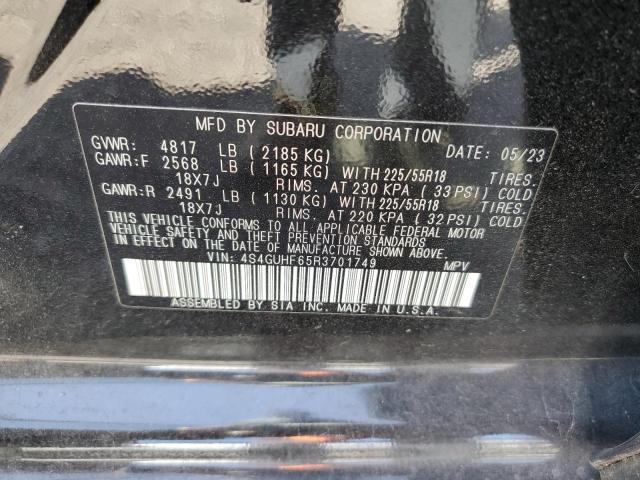 MFD BY SUBARU CORPORATION DATE: 05/23
GVWR: 4817 LB (2185 KG)
GAWR:F 2568 LB (1165 KG) WITH 225/55R18 TIRES.
18X7J RIMS. AT 230 KPA (33 PSI) COLD
GAWR:R 2491 LB (1130 KG) WITH 225/55R18 TIRES.
18X7J RIMS. AT 220 KPA (32 PSI) COLD
THIS VEHICLE CONFORMS TO ALL APPLICABLE FEDERAL MOTOR
VEHICLE SAFETY AND THEFT PREVENTION STANDARDS
IN EFFECT ON THE DATE OF MANUFACTURE SHOWN ABOVE.
VIN: 4S4GUHF65R3701749 MPV
ASSEMBLED BY SIA INC. MADE IN U.S.A.